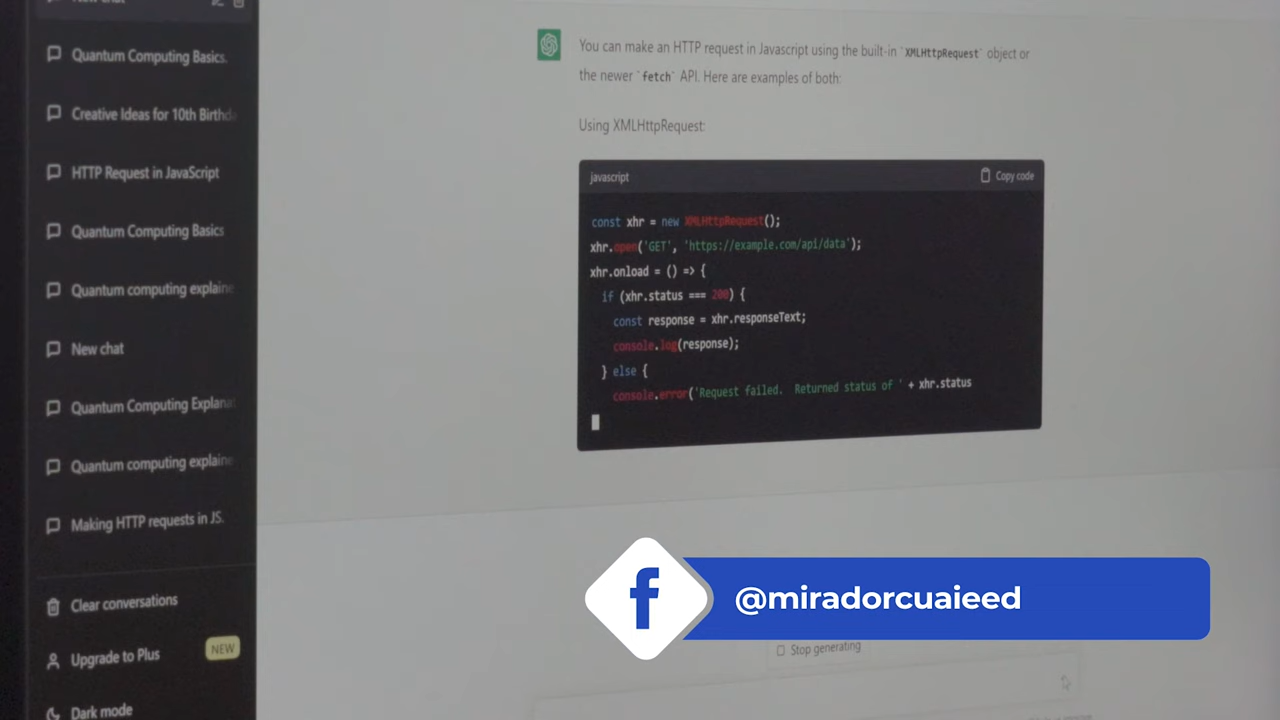 Quantum Computing Basics.
Creative Ideas for 10th Birthda
HTTP Request in JavaScript
Quantum Computing Basics
Quantum computing explaine
New chat
Quantum Computing Explanat
Quantum computing explaine
Making HTTP requests in JS.
Clear conversations
Upgrade to Plus
NEW
Dark mode
You can make an HTTP request in Javascript using the built-in `XMLHttpRequest` object or
the newer `fetch` API. Here are examples of both:
Using XMLHttpRequest:
javascript
Copy code
const xhr = new XMLHttpRequest();
xhr.open('GET', 'https://example.com/api/data');
xhr.onload = () => {
if (xhr.status === 200) {
const response = xhr.responseText;
console.log(response);
} else {
console.error('Request failed.  Returned status of ' + xhr.status
f
@miradorcuaieed
Stop generating